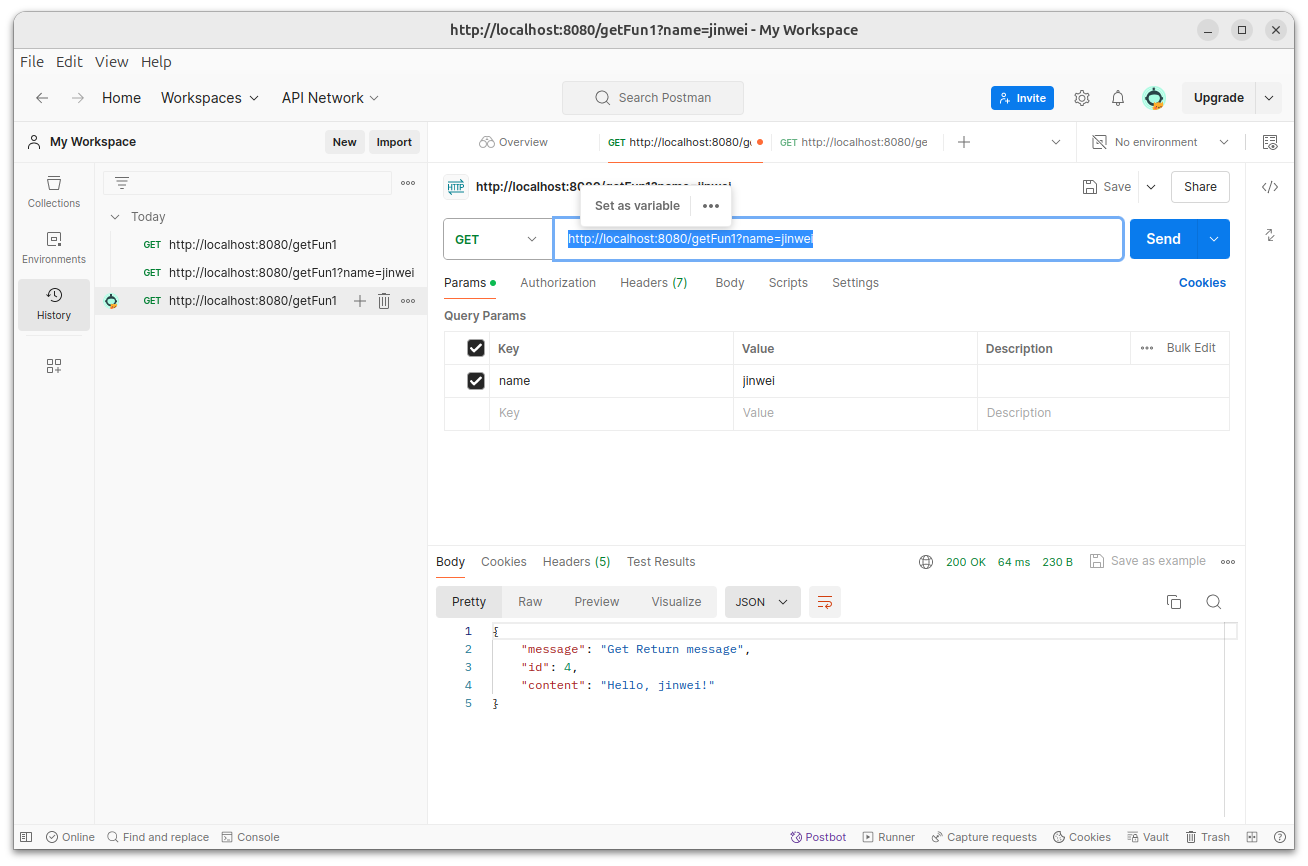 http://localhost:8080/getFun1?name=jinwei - My Workspace
File Edit View Help
Home Workspaces API Network Search Postman Invite Upgrade
My Workspace New Import Overview GET http://localhost:8080/g GET http://localhost:8080/ge No environment
Collections
Environments
History
Today
GET http://localhost:8080/getFun1
GET http://localhost:8080/getFun1?name=jinwei
GET http://localhost:8080/getFun1
HTTP http://localhost:8080/getFun1?name=jinwei Save Share
Set as variable
GET http://localhost:8080/getFun1?name=jinwei Send
Params Authorization Headers (7) Body Scripts Settings Cookies
Query Params
Key Value Description Bulk Edit
name jinwei
Key Value Description
Body Cookies Headers (5) Test Results 200 OK 64 ms 230 B Save as example
Pretty Raw Preview Visualize JSON
1 {
2 "message": "Get Return message",
3 "id": 4,
4 "content": "Hello, jinwei!"
5 }
Online Find and replace Console Postbot Runner Capture requests Cookies Vault Trash